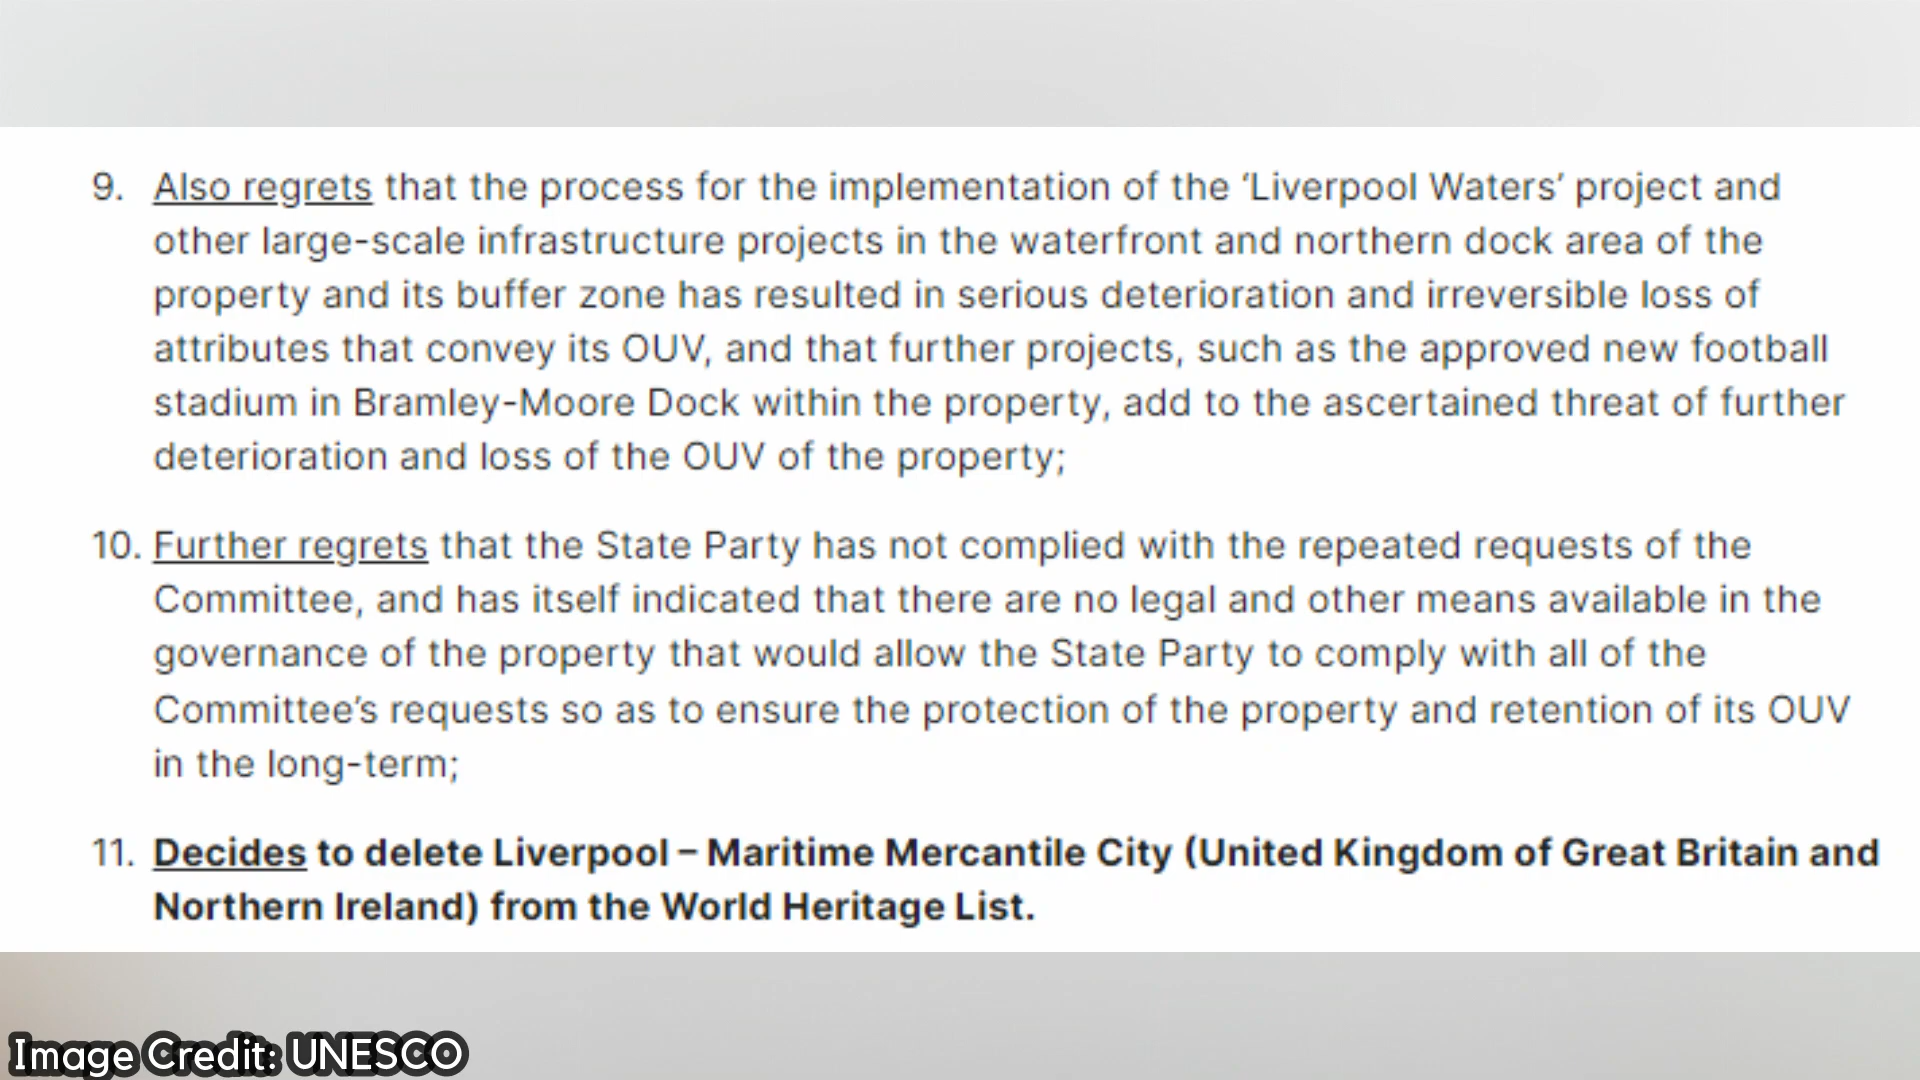 9. Also regrets that the process for the implementation of the ‘Liverpool Waters’ project and
other large-scale infrastructure projects in the waterfront and northern dock area of the
property and its buffer zone has resulted in serious deterioration and irreversible loss of
attributes that convey its OUV, and that further projects, such as the approved new football
stadium in Bramley-Moore Dock within the property, add to the ascertained threat of further
deterioration and loss of the OUV of the property;
10. Further regrets that the State Party has not complied with the repeated requests of the
Committee, and has itself indicated that there are no legal and other means available in the
governance of the property that would allow the State Party to comply with all of the
Committee’s requests so as to ensure the protection of the property and retention of its OUV
in the long-term;
11. Decides to delete Liverpool – Maritime Mercantile City (United Kingdom of Great Britain and
Northern Ireland) from the World Heritage List.
Image Credit: UNESCO